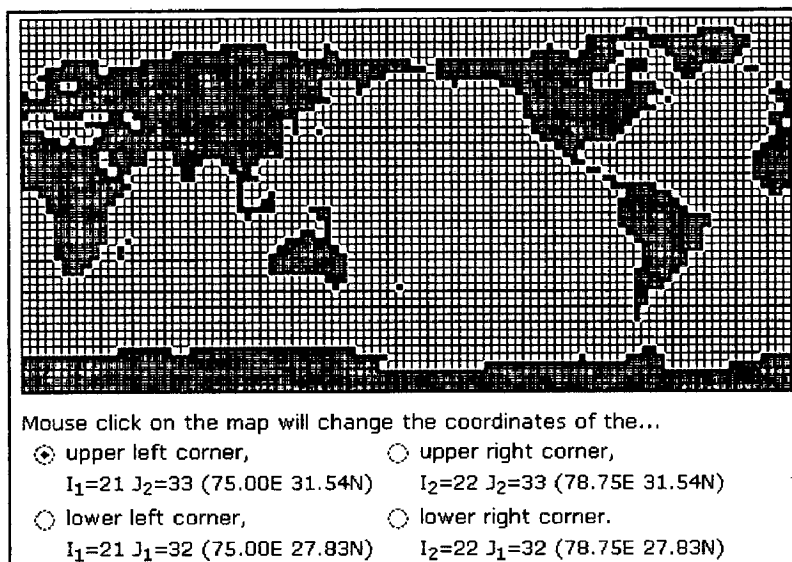 Mouse click on the map will change the coordinates of the...
upper left corner,
I₁=21 J₂=33 (75.00E 31.54N)
upper right corner,
I₂=22 J₂=33 (78.75E 31.54N)
lower left corner,
I₁=21 J₁=32 (75.00E 27.83N)
lower right corner.
I₂=22 J₁=32 (78.75E 27.83N)